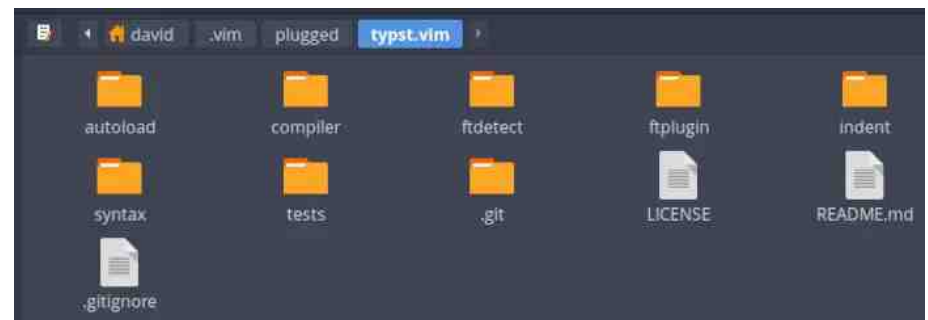 david .vim plugged typst.vim
autoload compiler ftdetect ftplugin indent
syntax tests .git LICENSE README.md
.gitignore